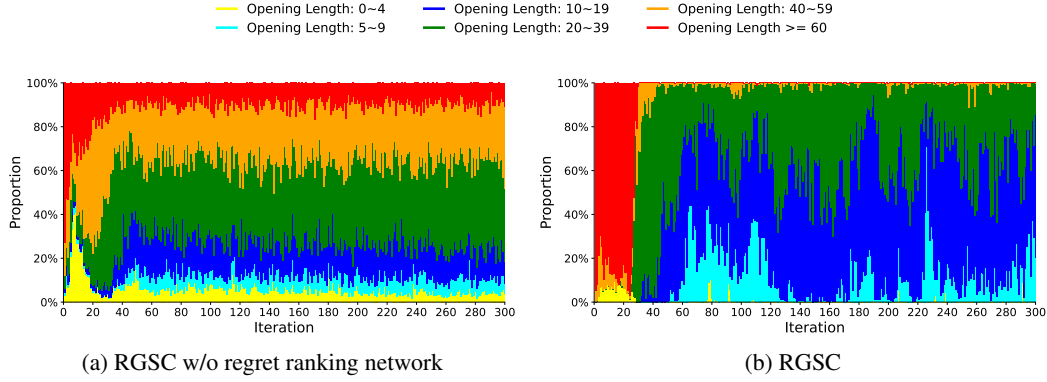 Opening Length: 0~4 Opening Length: 10~19 Opening Length: 40~59
Opening Length: 5~9 Opening Length: 20~39 Opening Length >= 60
100%
80%
60%
40%
20%
0%
Proportion
0 20 40 60 80 100 120 140 160 180 200 220 240 260 280 300
Iteration
(a) RGSC w/o regret ranking network
100%
80%
60%
40%
20%
0%
Proportion
0 20 40 60 80 100 120 140 160 180 200 220 240 260 280 300
Iteration
(b) RGSC